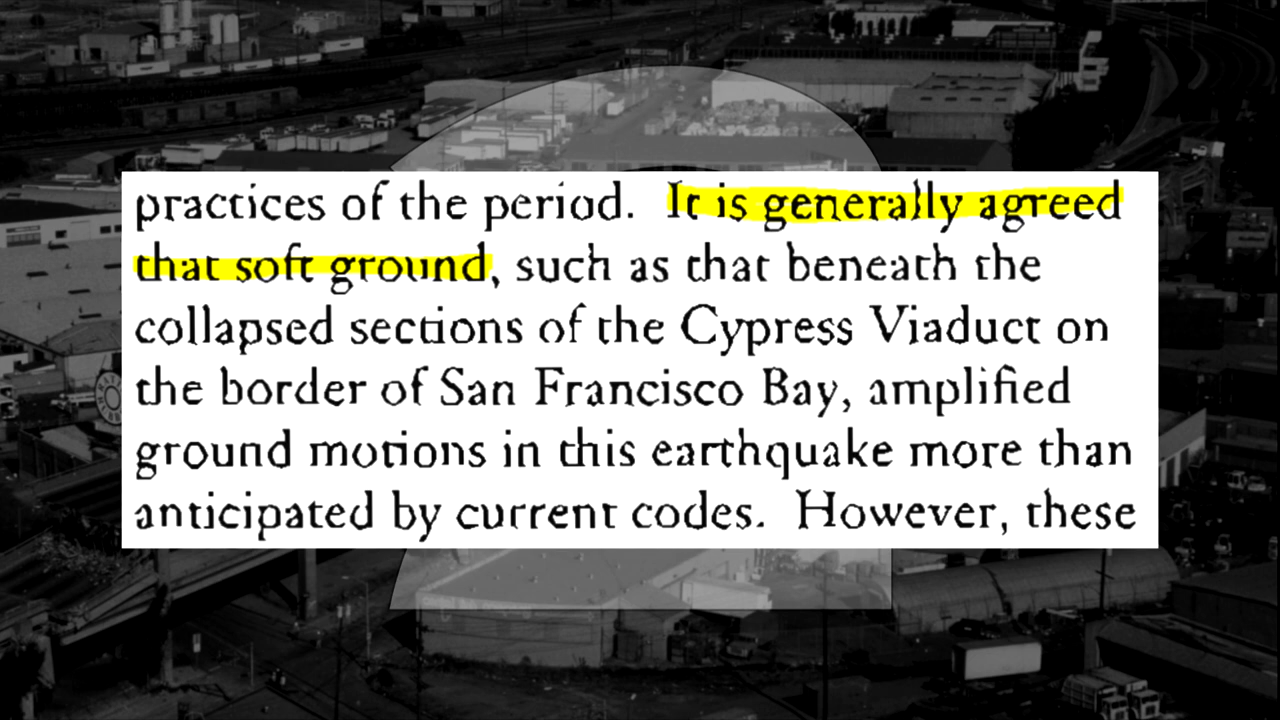 practices of the period. It is generally agreed
that soft ground, such as that beneath the
collapsed sections of the Cypress Viaduct on
the border of San Francisco Bay, amplified
ground motions in this earthquake more than
anticipated by current codes. However, these